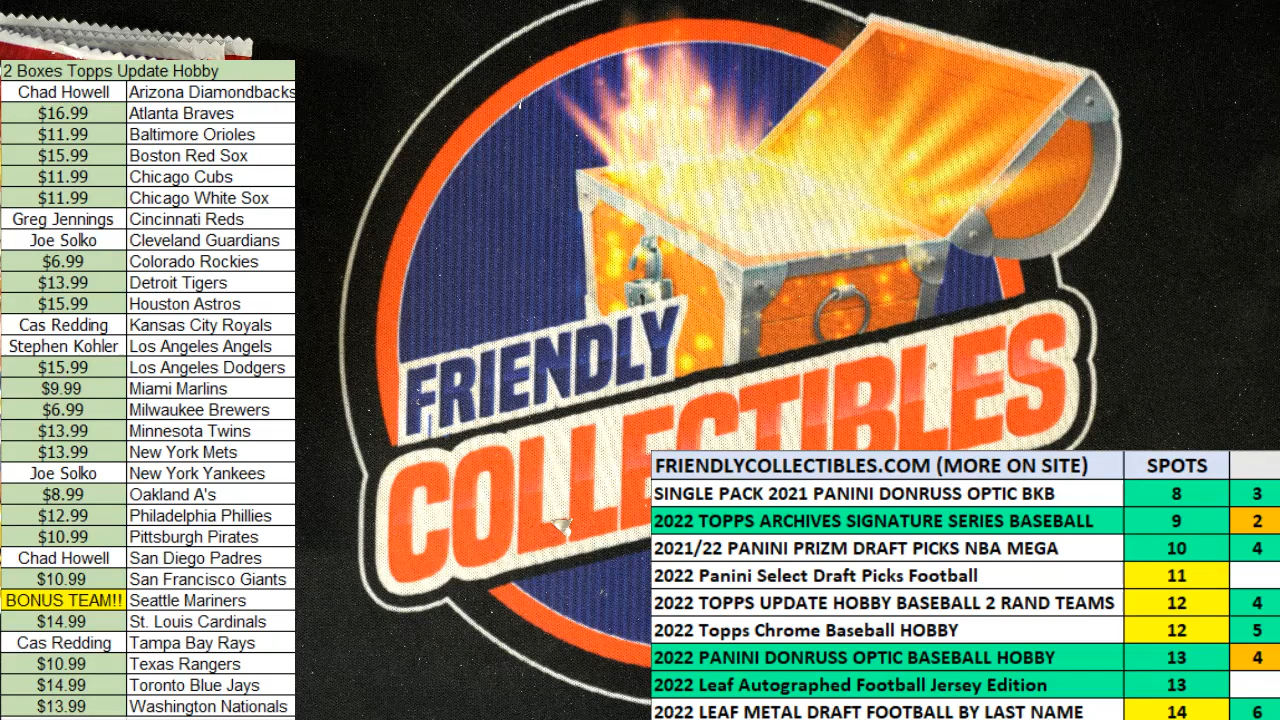 2 Boxes Topps Update Hobby
Chad Howell Arizona Diamondbacks
$16.99 Atlanta Braves
$11.99 Baltimore Orioles
$15.99 Boston Red Sox
$11.99 Chicago Cubs
$11.99 Chicago White Sox
Greg Jennings Cincinnati Reds
Joe Solko Cleveland Guardians
$6.99 Colorado Rockies
$13.99 Detroit Tigers
$15.99 Houston Astros
Cas Redding Kansas City Royals
Stephen Kohler Los Angeles Angels
$15.99 Los Angeles Dodgers
$9.99 Miami Marlins
$6.99 Milwaukee Brewers
$13.99 Minnesota Twins
$13.99 New York Mets
Joe Solko New York Yankees
$8.99 Oakland A's
$12.99 Philadelphia Phillies
$10.99 Pittsburgh Pirates
Chad Howell San Diego Padres
$10.99 San Francisco Giants
BONUS TEAM!! Seattle Mariners
$14.99 St. Louis Cardinals
Cas Redding Tampa Bay Rays
$10.99 Texas Rangers
$14.99 Toronto Blue Jays
$13.99 Washington Nationals
FRIENDLY
COLLECTIBLES
FRIENDLYCOLLECTIBLES.COM (MORE ON SITE) SPOTS
SINGLE PACK 2021 PANINI DONRUSS OPTIC BKB 8 3
2022 TOPPS ARCHIVES SIGNATURE SERIES BASEBALL 9 2
2021/22 PANINI PRIZM DRAFT PICKS NBA MEGA 10 4
2022 Panini Select Draft Picks Football 11
2022 TOPPS UPDATE HOBBY BASEBALL 2 RAND TEAMS 12 4
2022 Topps Chrome Baseball HOBBY 12 5
2022 PANINI DONRUSS OPTIC BASEBALL HOBBY 13 4
2022 Leaf Autographed Football Jersey Edition 13
2022 LEAF METAL DRAFT FOOTBALL BY LAST NAME 14 6